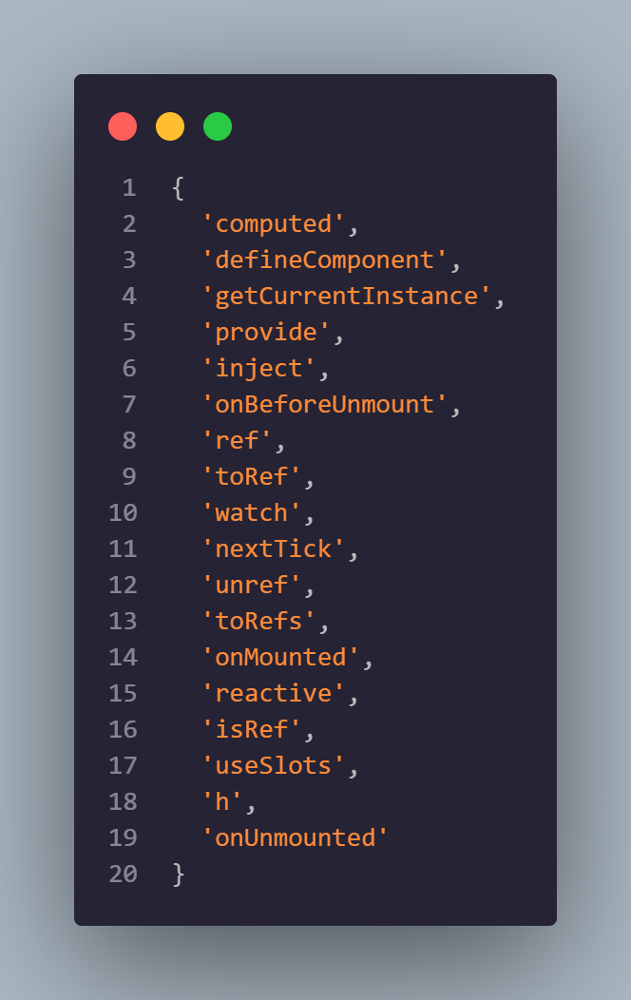 1 {
2 'computed',
3 'defineComponent',
4 'getCurrentInstance',
5 'provide',
6 'inject',
7 'onBeforeUnmount',
8 'ref',
9 'toRef',
10 'watch',
11 'nextTick',
12 'unref',
13 'toRefs',
14 'onMounted',
15 'reactive',
16 'isRef',
17 'useSlots',
18 'h',
19 'onUnmounted'
20 }